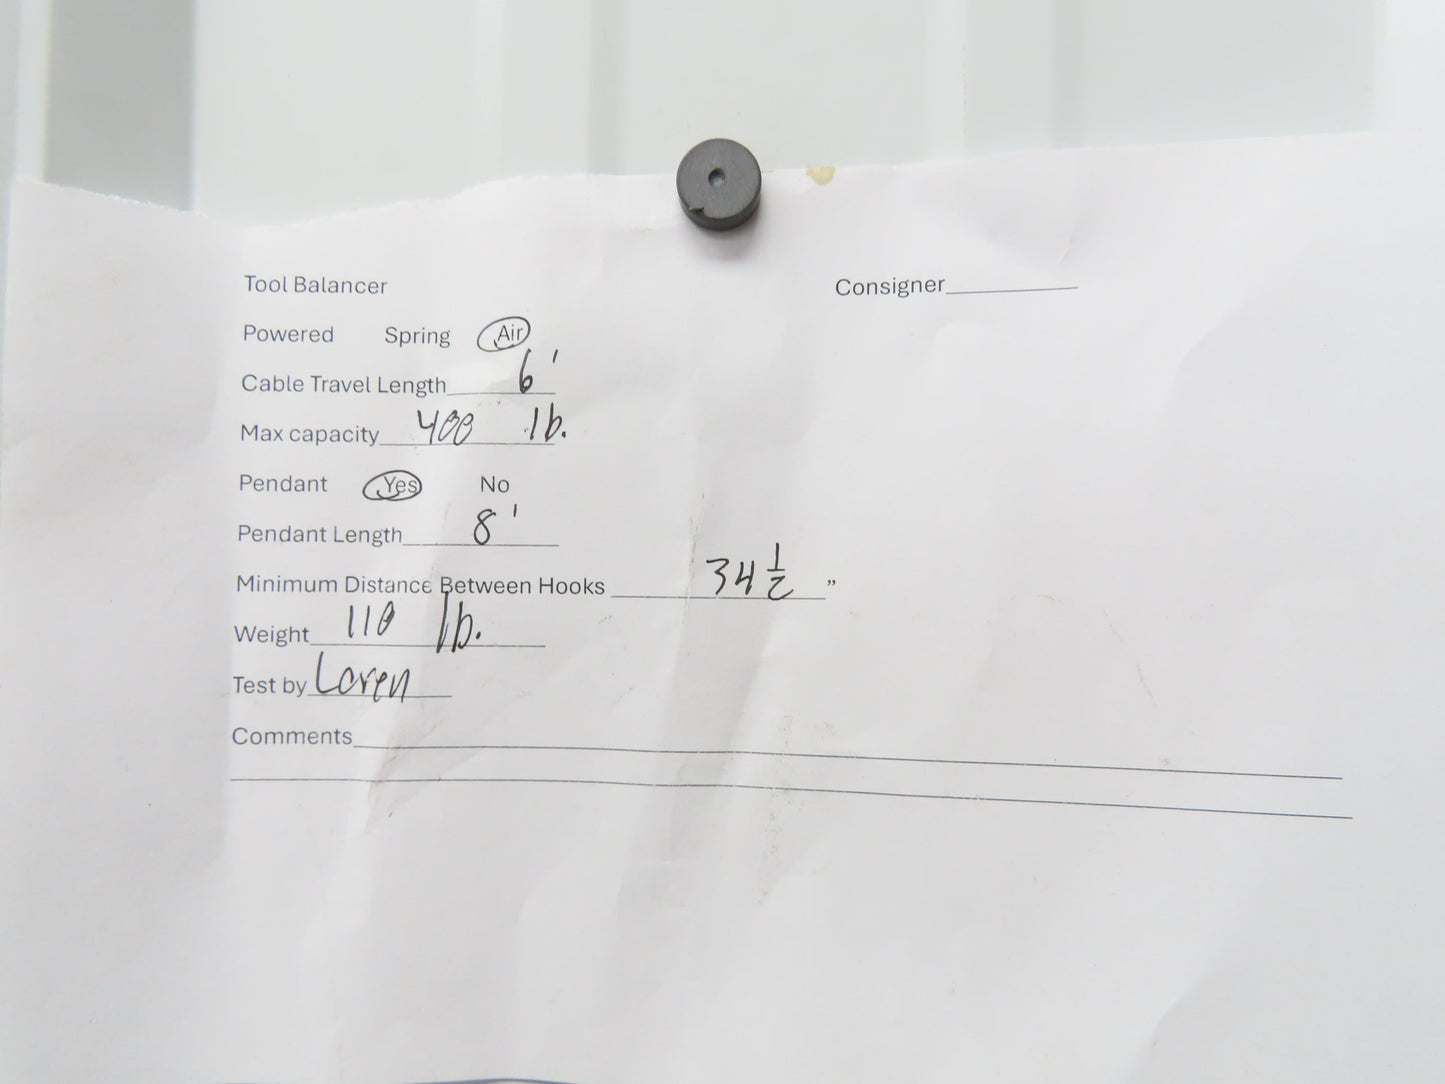 Tool Balancer Consigner
Powered Spring Air
Cable Travel Length 6'
Max capacity 400 lb.
Pendant Yes No
Pendant Length 8'
Minimum Distance Between Hooks 34 1/2 ”
Weight 110 lb.
Test by Loren
Comments